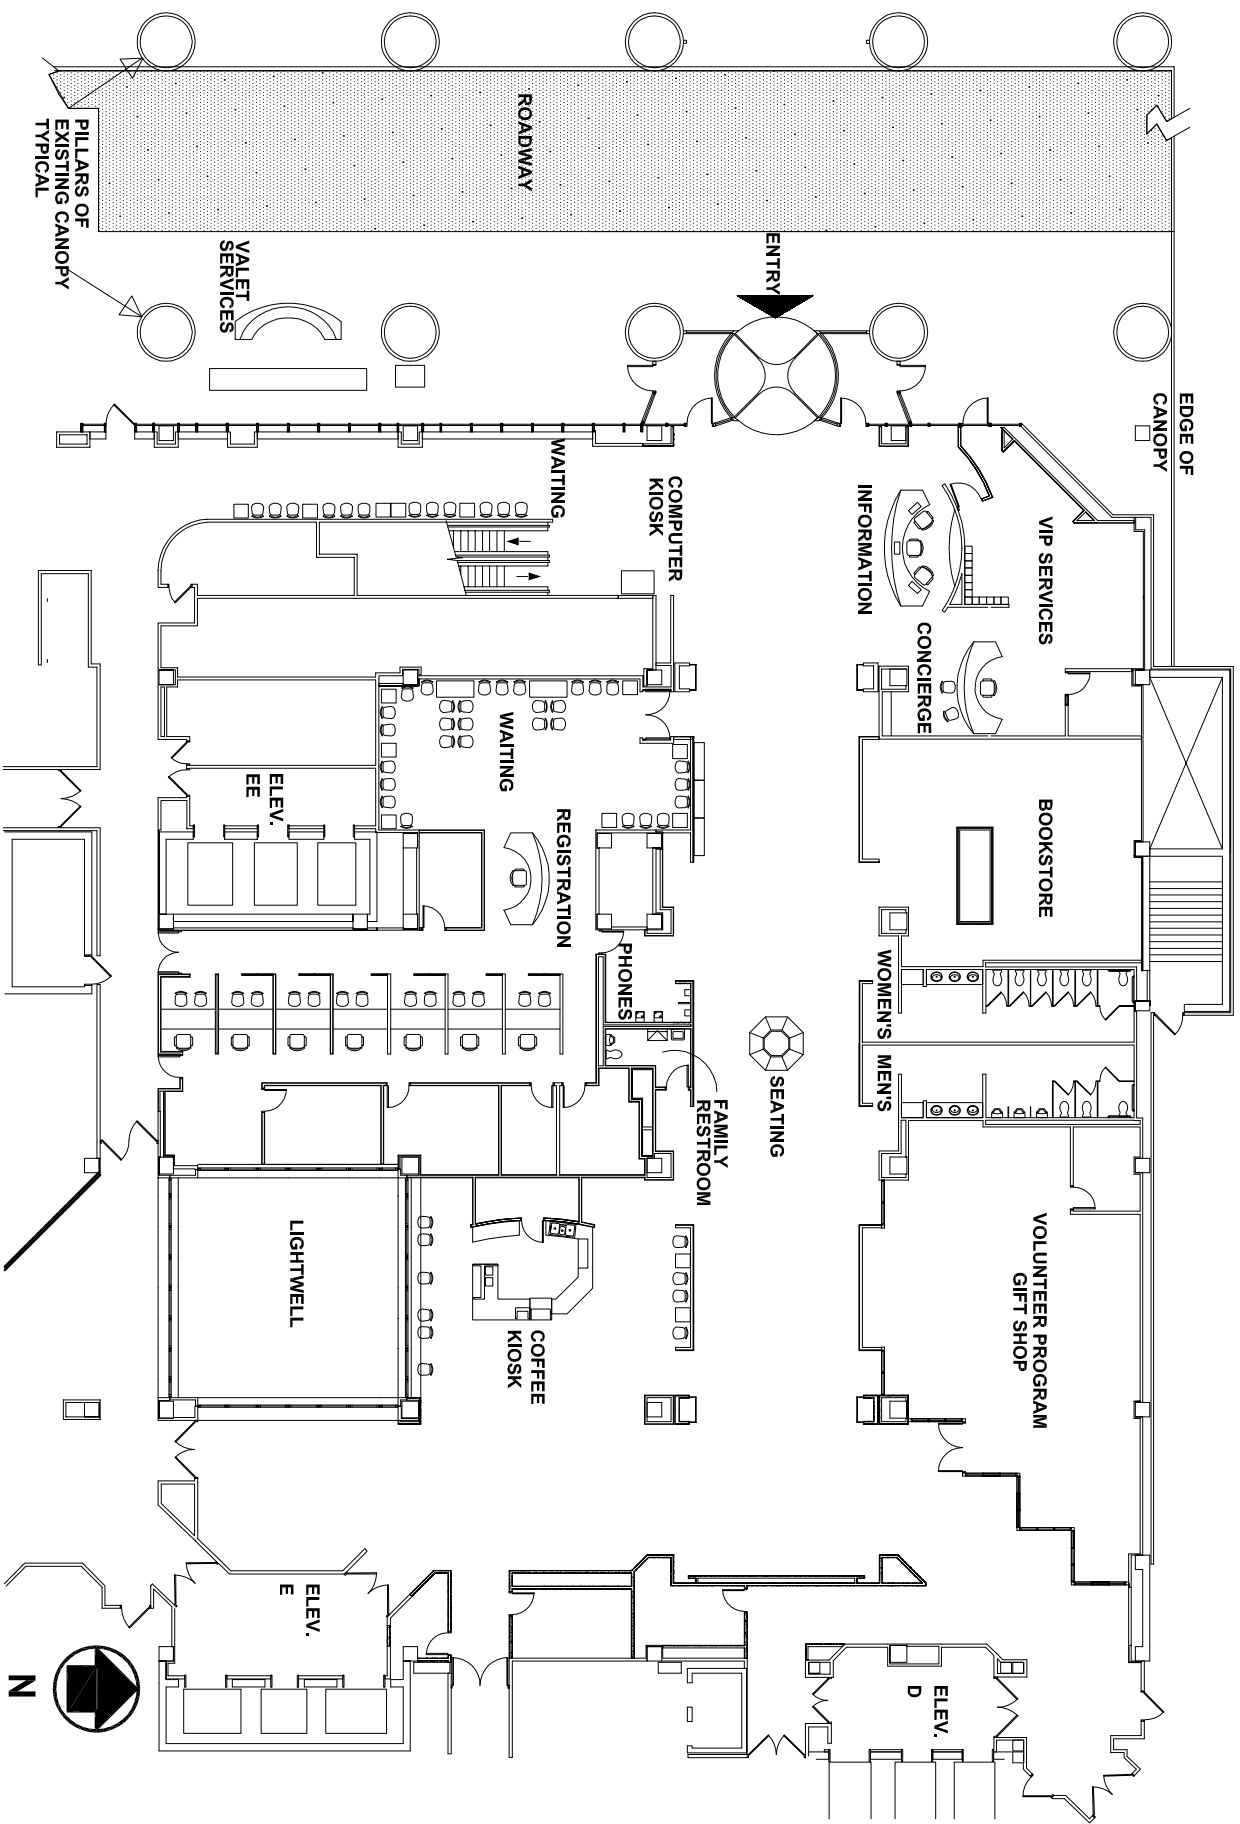 ROADWAY
PILLARS OF
EXISTING CANOPY
TYPICAL
VALET
SERVICES
ENTRY
EDGE OF
CANOPY
WAITING
COMPUTER
KIOSK
INFORMATION
VIP SERVICES
CONCIERGE
WAITING
ELEV.
EE
REGISTRATION
BOOKSTORE
PHONES
WOMEN'S
MEN'S
SEATING
FAMILY
RESTROOM
LIGHTWELL
COFFEE
KIOSK
VOLUNTEER PROGRAM
GIFT SHOP
ELEV.
E
ELEV.
D
N